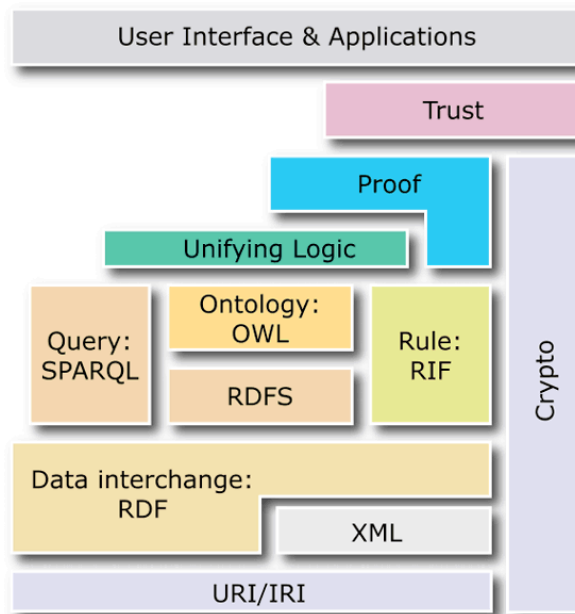 User Interface & Applications
Trust
Proof
Unifying Logic
Ontology:
OWL
Query:
SPARQL
Rule:
RIF
RDFS
Crypto
Data interchange:
RDF
XML
URI/IRI